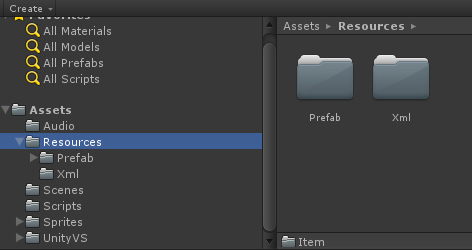 Create
Favorites
All Materials
All Models
All Prefabs
All Scripts
Assets
Audio
Resources
Prefab
Xml
Scenes
Scripts
Sprites
UnityVS
Assets Resources
Prefab Xml
Item